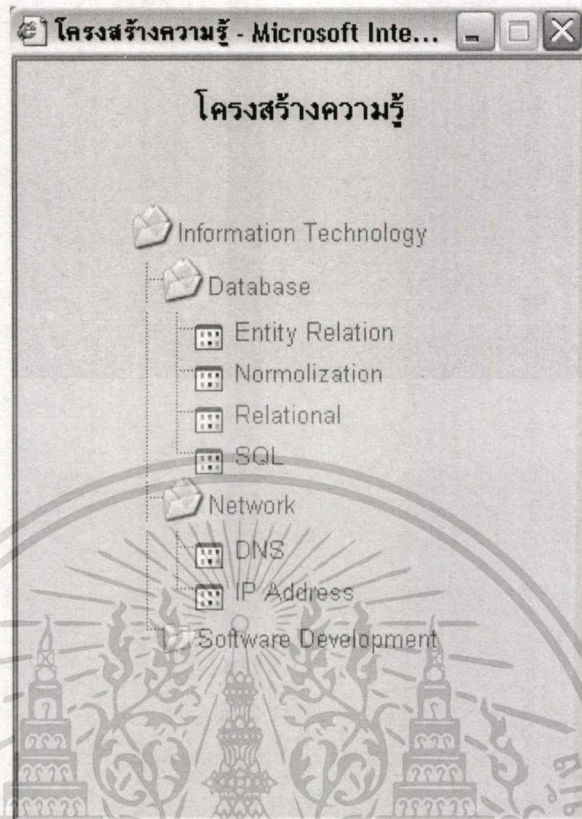 โครงสร้างความรู้ - Microsoft Inte...
โครงสร้างความรู้
Information Technology
Database
Entity Relation
Normolization
Relational
SQL
Network
DNS
IP Address
Software Development